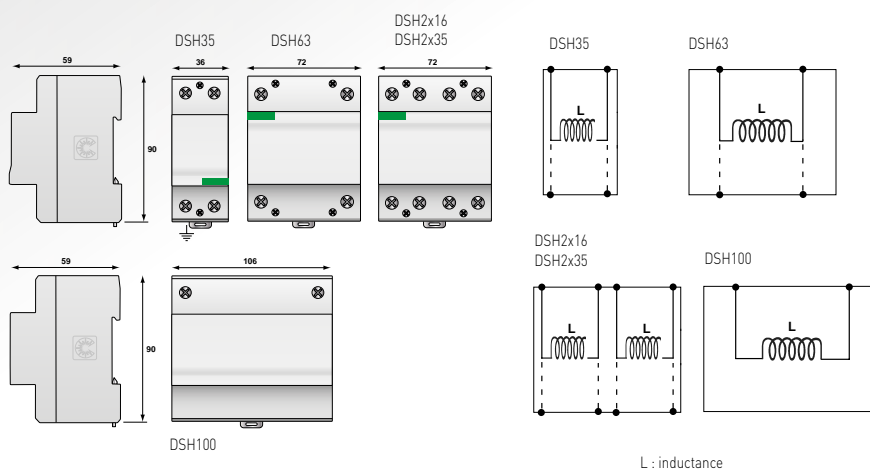 DSH35
DSH63
DSH2x16
DSH2x35
59
36
72
72
90
DSH35
DSH63
L
L
59
106
90
DSH100
DSH2x16
DSH2x35
DSH100
L
L
L
L : inductance